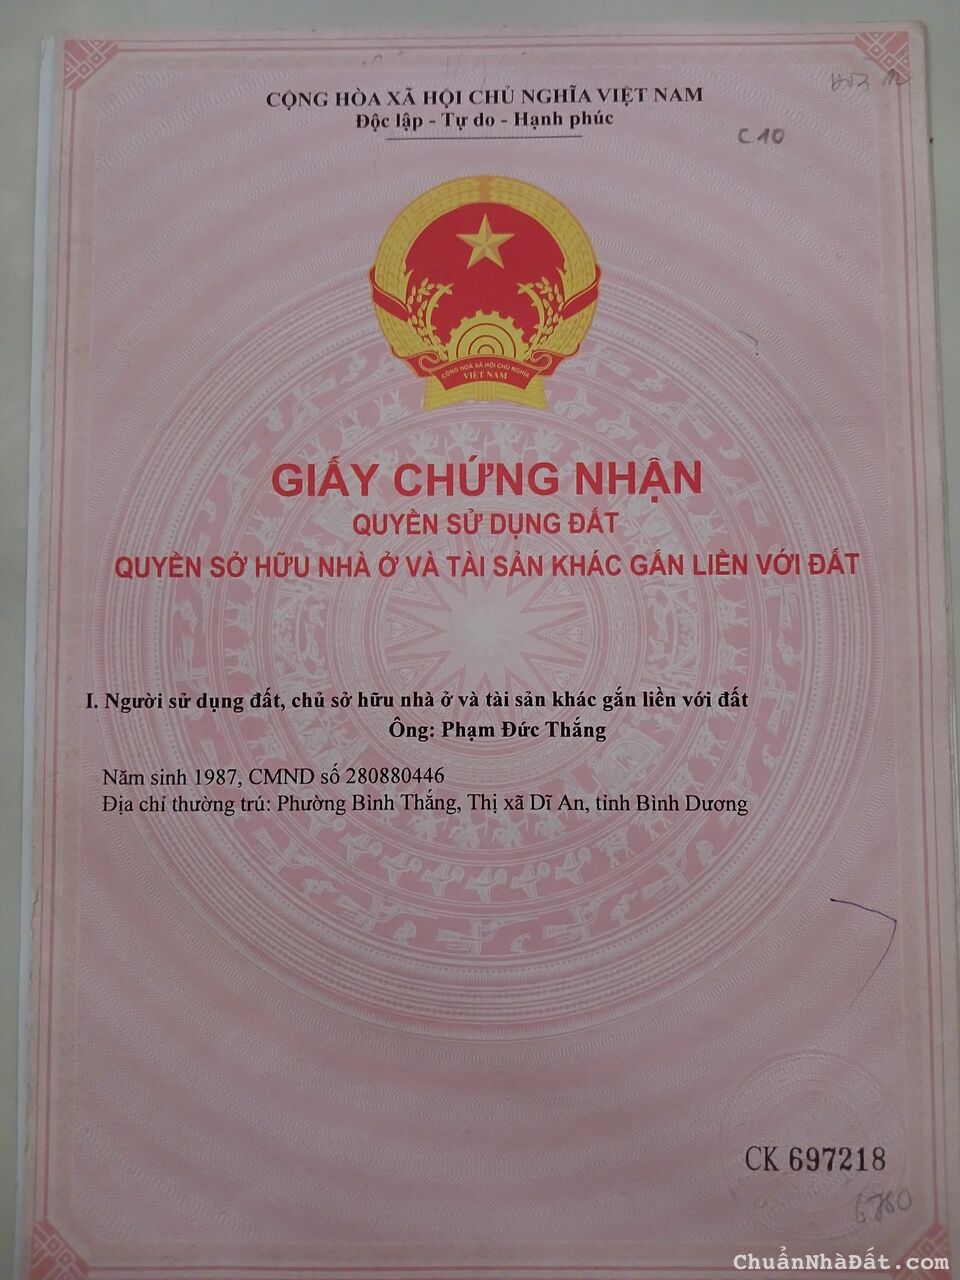 CỘNG HÒA XÃ HỘI CHỦ NGHĨA VIỆT NAM
Độc lập - Tự do - Hạnh phúc
C 10
CỘNG HÒA XÃ HỘI CHỦ NGHĨA
VIỆT NAM
GIẤY CHỨNG NHẬN
QUYỀN SỬ DỤNG ĐẤT
QUYỀN SỞ HỮU NHÀ Ở VÀ TÀI SẢN KHÁC GẮN LIỀN VỚI ĐẤT
I. Người sử dụng đất, chủ sở hữu nhà ở và tài sản khác gắn liền với đất
Ông: Phạm Đức Thắng
Năm sinh 1987, CMND số 280880446
Địa chỉ thường trú: Phường Bình Thắng, Thị xã Dĩ An, tỉnh Bình Dương
CK 697218
ChuẩnNhàĐất.com